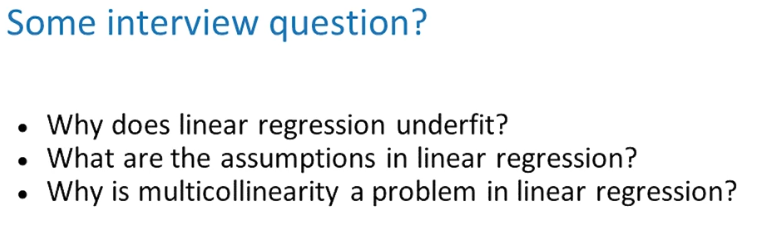 Some interview question?
• Why does linear regression underfit?
• What are the assumptions in linear regression?
• Why is multicollinearity a problem in linear regression?